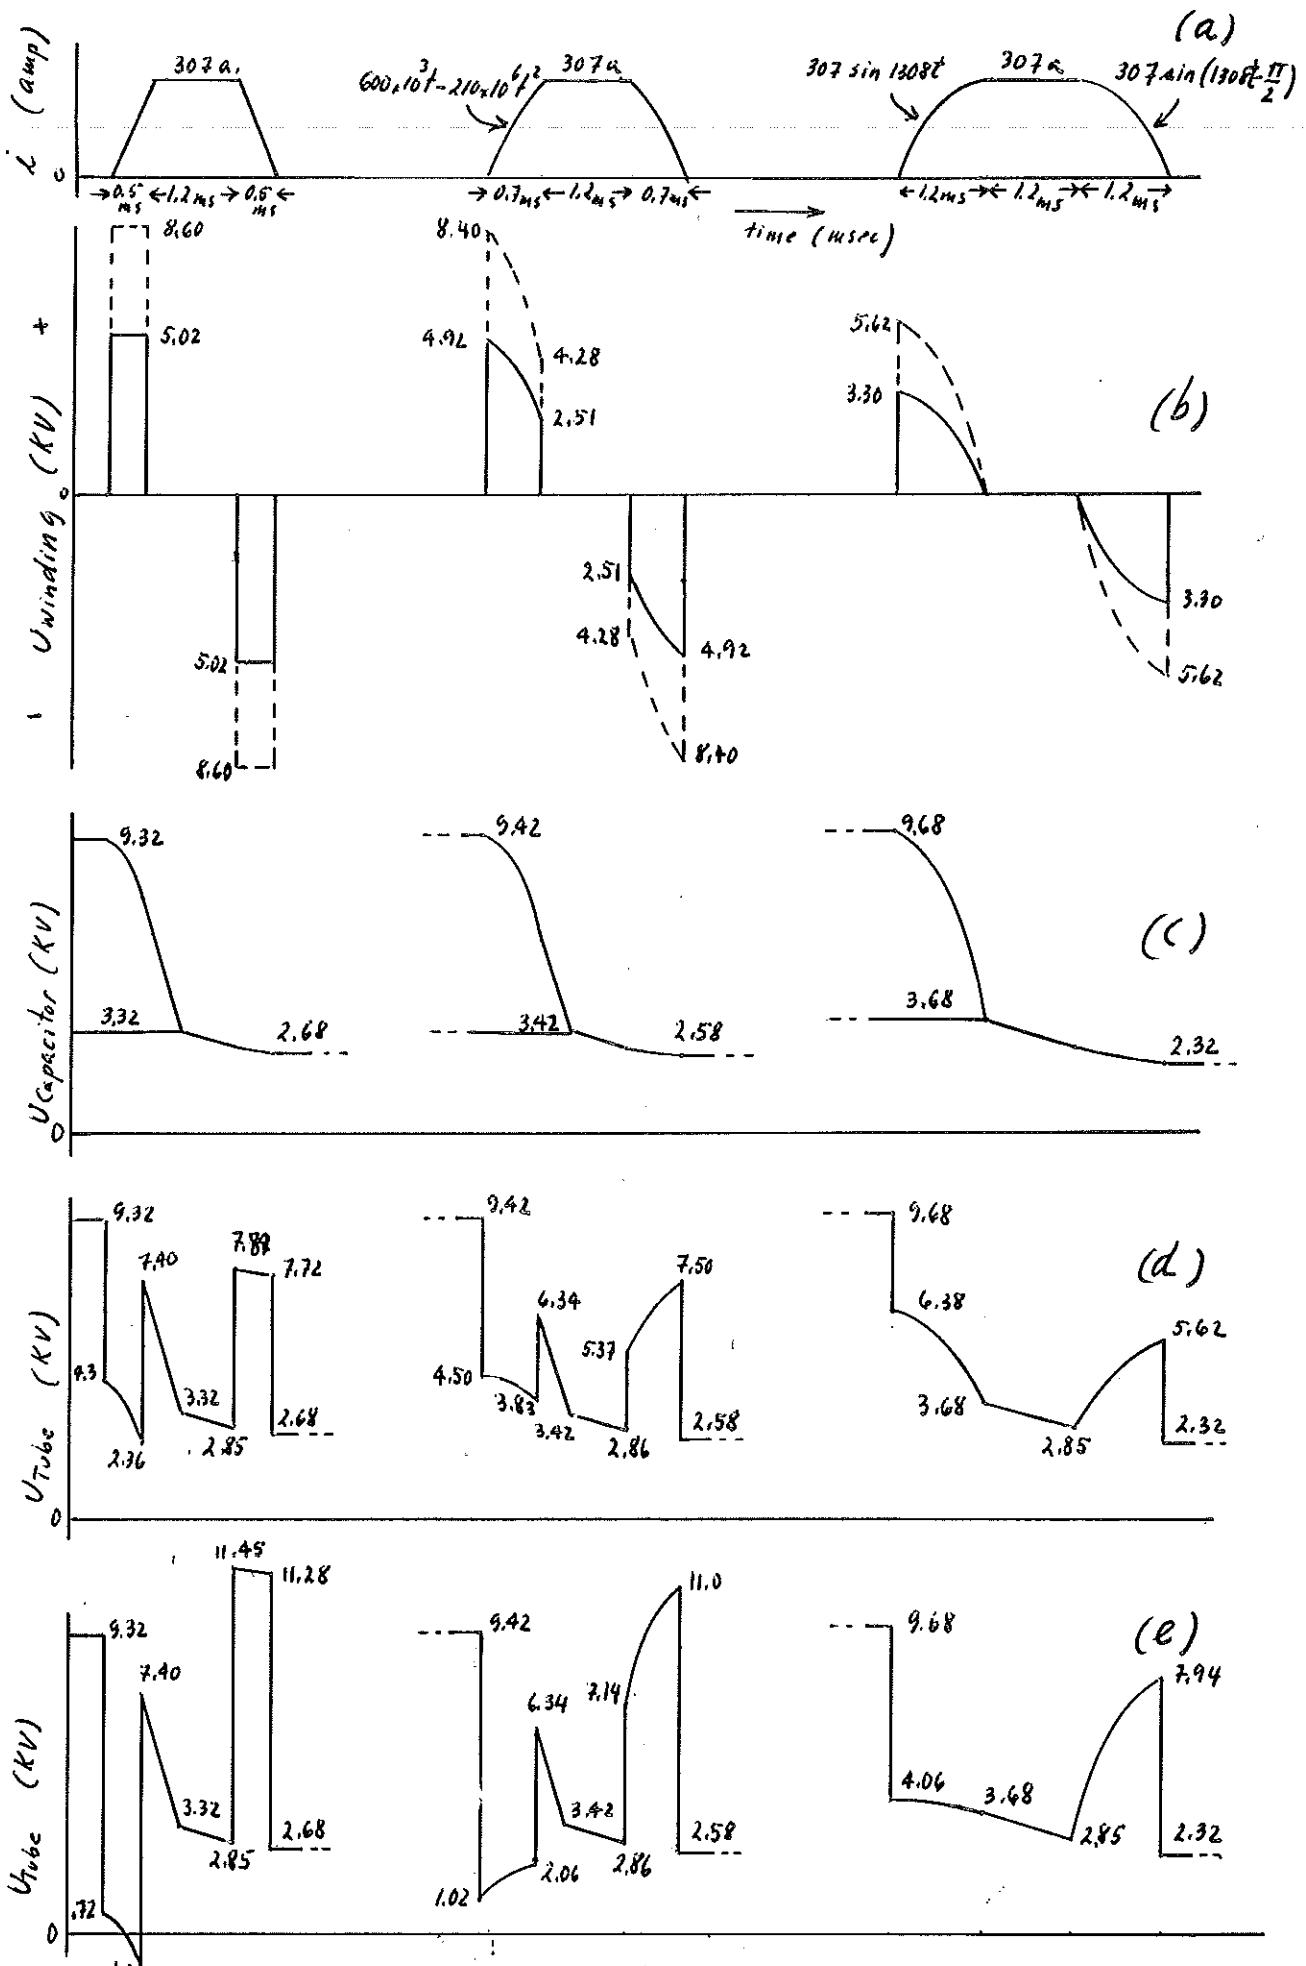 (a)
i (amp)
307 a.
600×10³t - 210×10⁶t²
307 a
307 sin 1308t
307 a
307 sin (1308t - π/2)
0
0.5 ms
1.2 ms
0.5 ms
0.7 ms
1.2 ms
0.7 ms
1.2 ms
1.2 ms
1.2 ms
time (msec)
(b)
- Uwinding (KV) +
8.60
5.02
8.40
4.92
4.28
2.51
5.62
3.30
0
5.02
8.60
2.51
4.28
4.92
8.40
3.30
5.62
(c)
Ucapacitor (KV)
9.32
3.32
2.68
9.42
3.42
2.58
9.68
3.68
2.32
0
(d)
UTube (KV)
9.32
4.3
2.36
7.40
3.32
2.85
7.72
2.68
9.42
4.50
3.83
6.34
3.42
5.37
2.86
7.50
2.58
9.68
6.38
3.68
2.85
5.62
2.32
0
(e)
UTube (KV)
9.32
.72
7.40
3.32
2.85
11.45
11.28
2.68
9.42
1.02
2.06
6.34
3.42
7.14
2.86
11.0
2.58
9.68
4.06
3.68
2.85
7.94
2.32
0